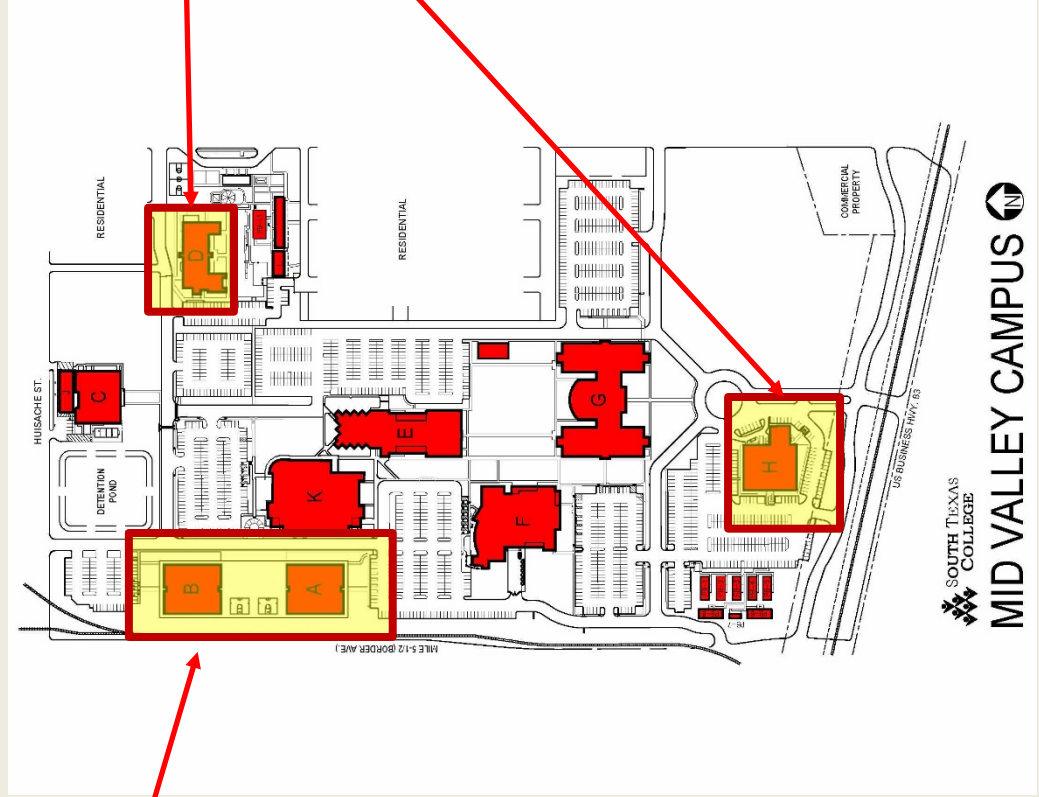 RESIDENTIAL
COMMERCIAL
PROPERTY
D
RESIDENTIAL
HUISACHE ST.
C
DETENTION
POND
E
G
K
F
H
B
A
MILE 5-1/2 (BORDER AVE.)
US BUSINESS HWY. 83
SOUTH TEXAS
COLLEGE
MID VALLEY CAMPUS
N